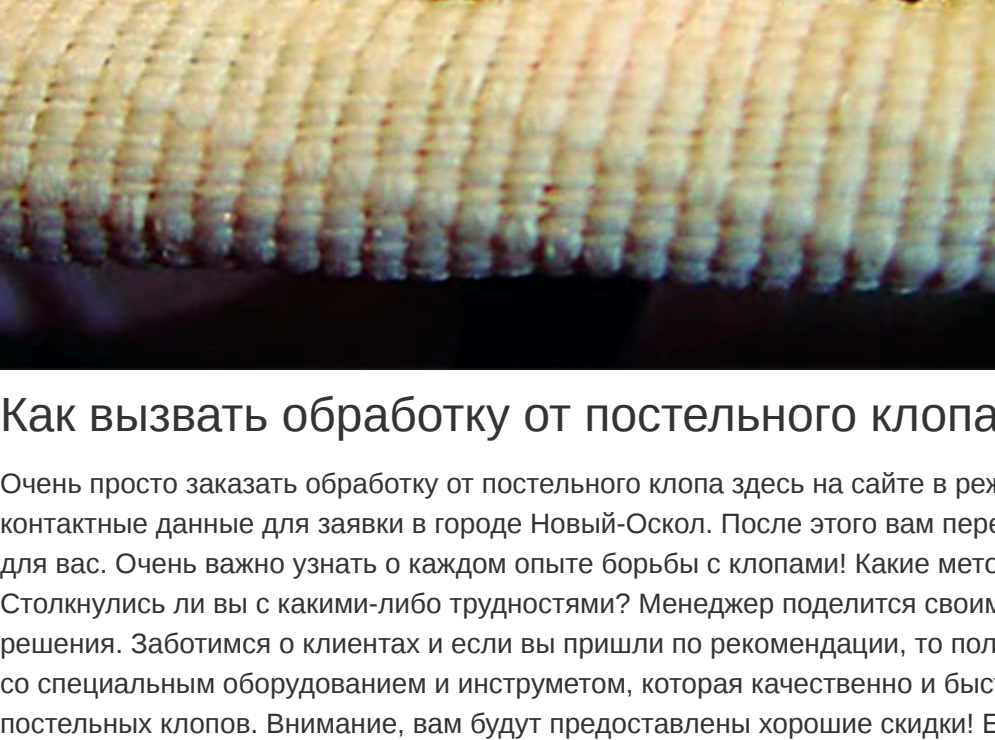 Как вызвать обработку от постельного клопа
Очень просто заказать обработку от постельного клопа здесь на сайте в реж
контактные данные для заявки в городе Новый-Оскол. После этого вам пере
для вас. Очень важно узнать о каждом опыте борьбы с клопами! Какие мето
Столкнулись ли вы с какими-либо трудностями? Менеджер поделится своим
решения. Заботимся о клиентах и если вы пришли по рекомендации, то пол
со специальным оборудованием и инструметом, которая качественно и быст
постельных клопов. Внимание, вам будут предоставлены хорошие скидки! Е